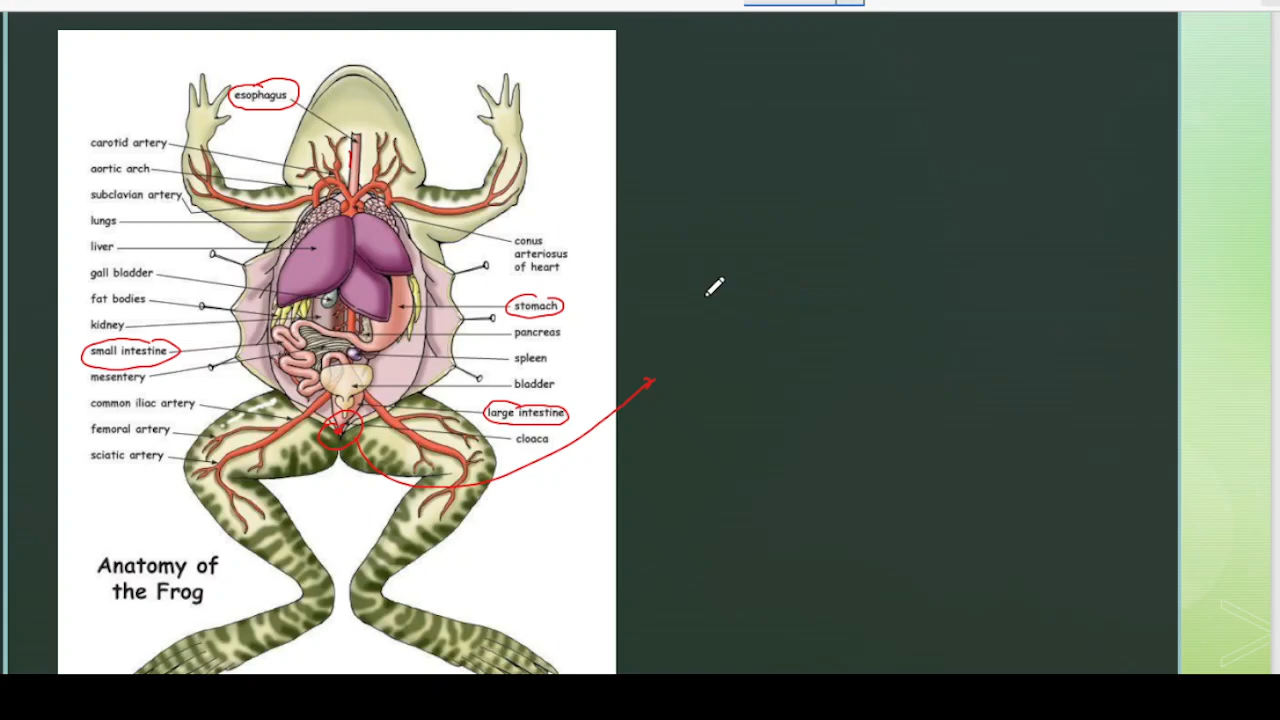 esophagus
carotid artery
aortic arch
subclavian artery
lungs
liver
gall bladder
fat bodies
kidney
small intestine
mesentery
common iliac artery
femoral artery
sciatic artery
conus
arteriosus
of heart
stomach
pancreas
spleen
bladder
large intestine
cloaca
Anatomy of
the Frog